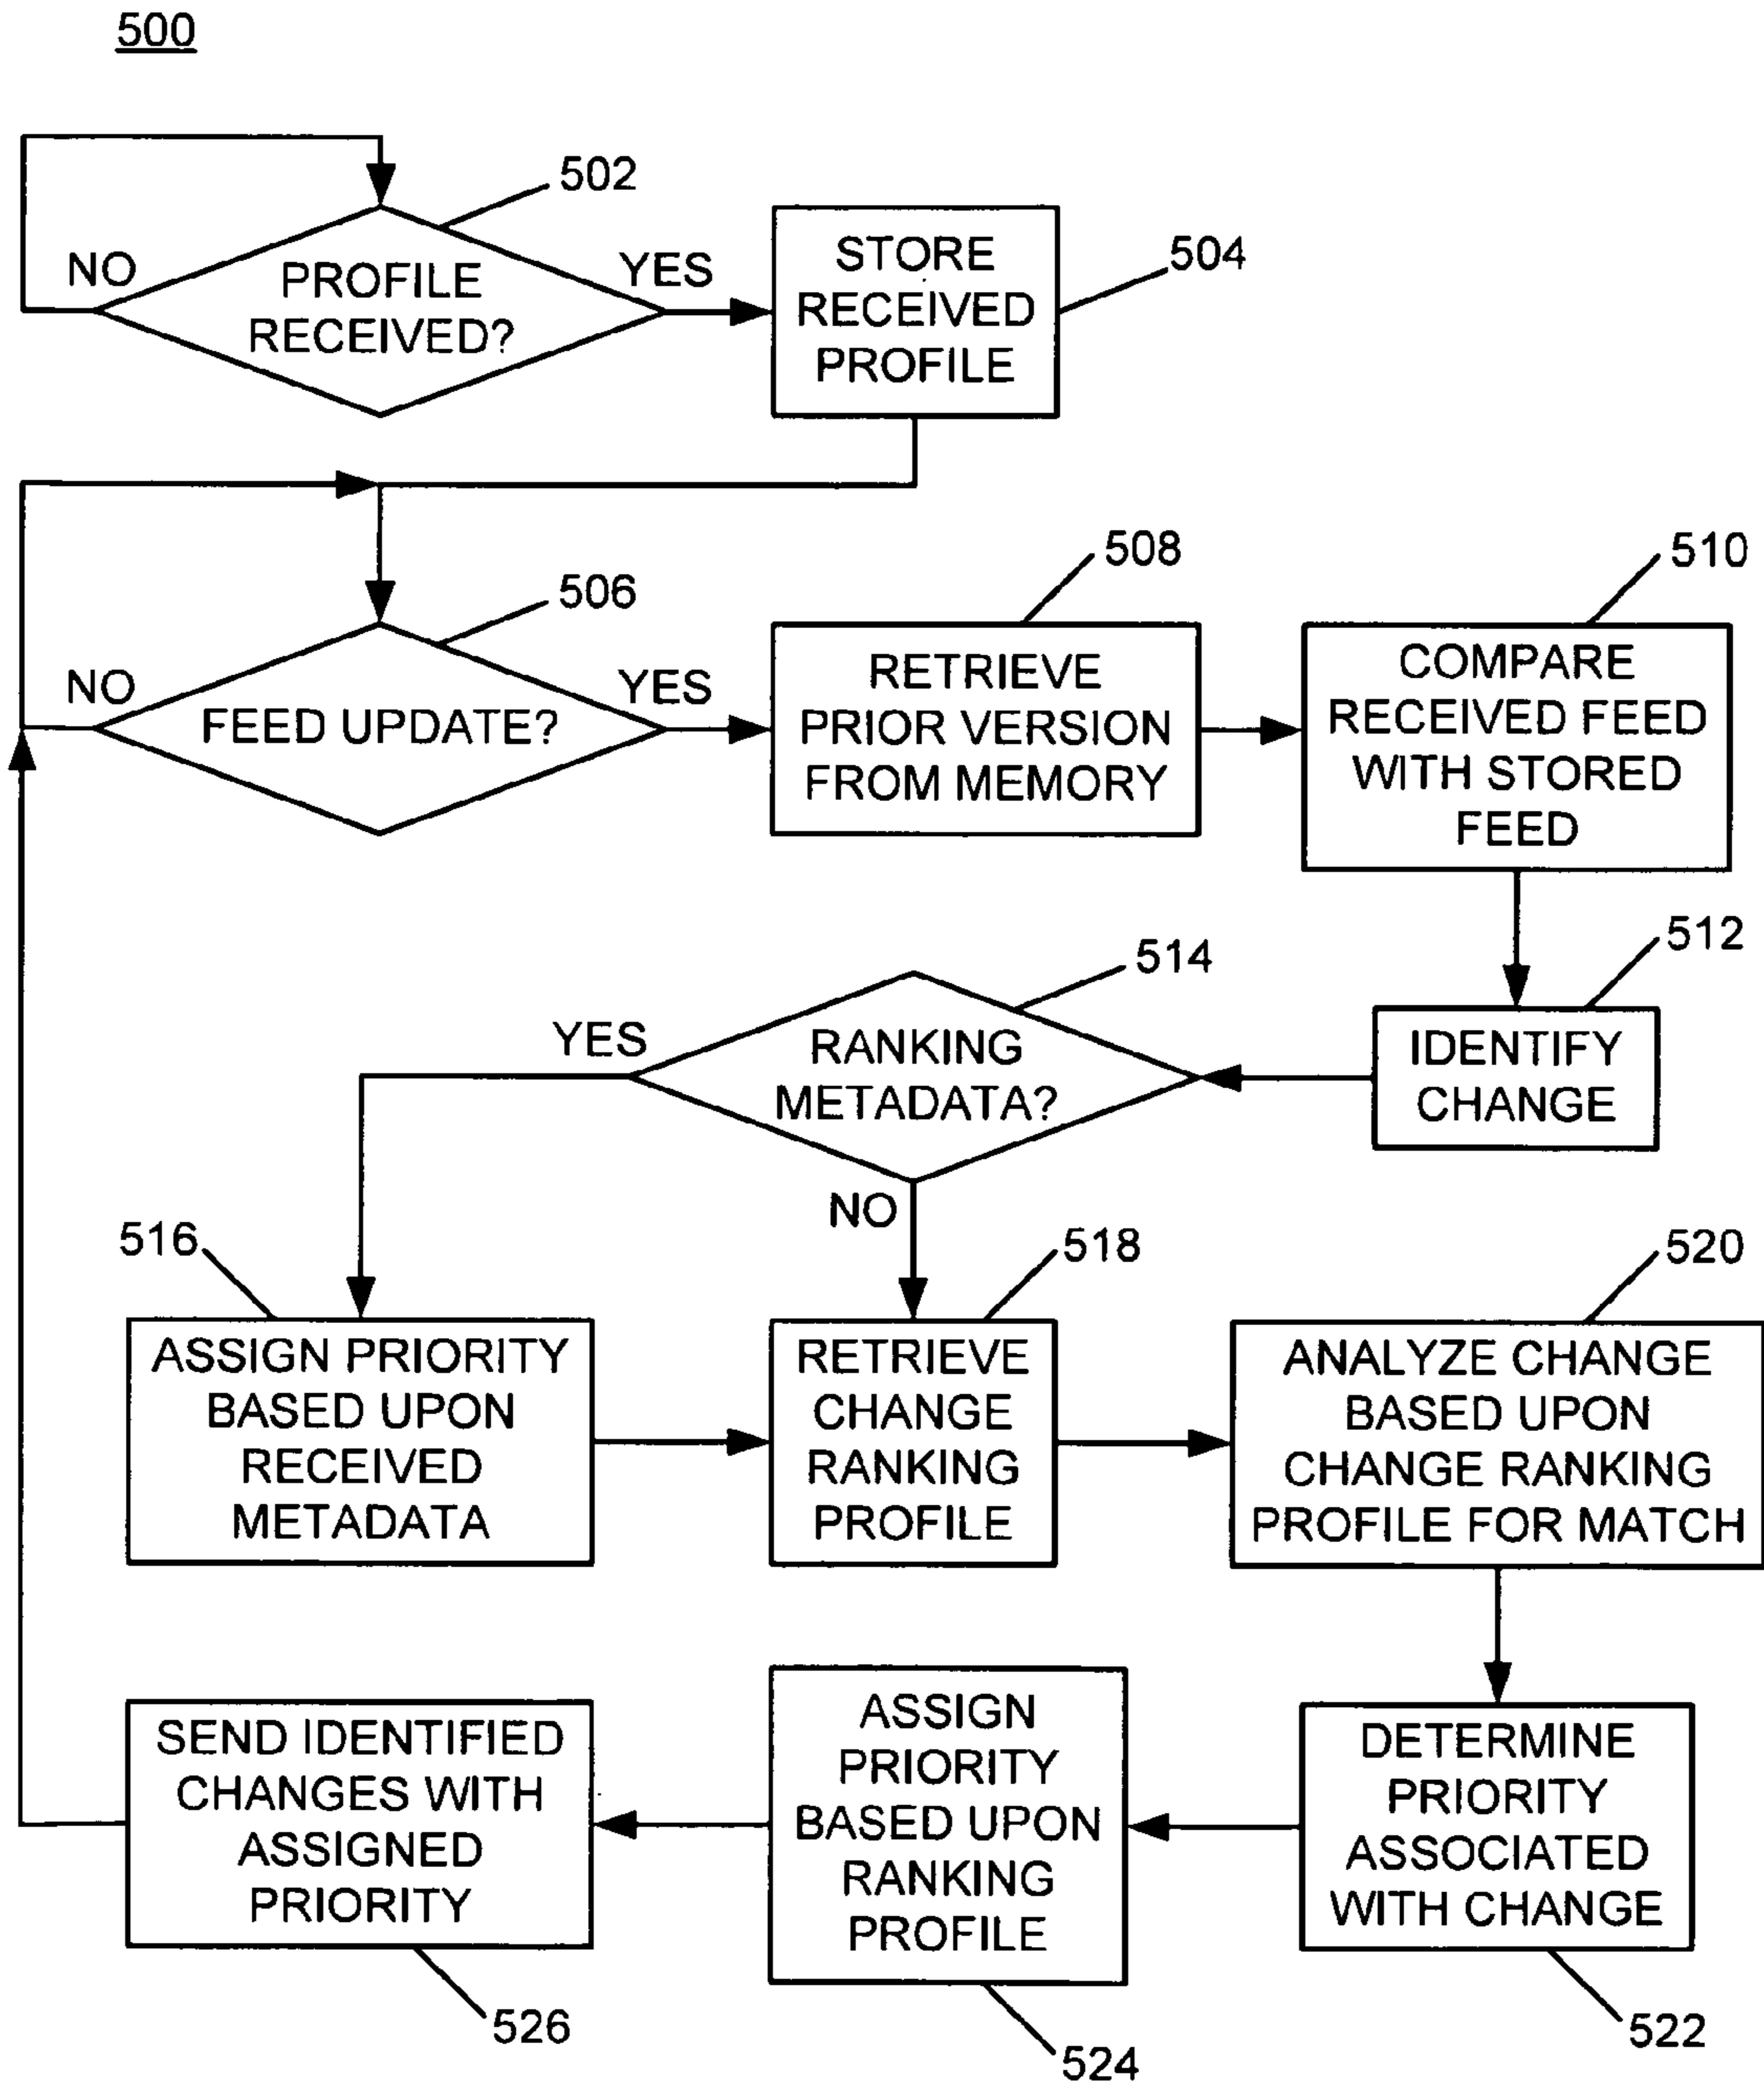 500
502
NO
PROFILE
RECEIVED?
YES
STORE
RECEIVED
PROFILE
504
506
NO
FEED UPDATE?
YES
508
RETRIEVE
PRIOR VERSION
FROM MEMORY
510
COMPARE
RECEIVED FEED
WITH STORED
FEED
512
IDENTIFY
CHANGE
514
YES
RANKING
METADATA?
NO
516
ASSIGN PRIORITY
BASED UPON
RECEIVED
METADATA
518
RETRIEVE
CHANGE
RANKING
PROFILE
520
ANALYZE CHANGE
BASED UPON
CHANGE RANKING
PROFILE FOR MATCH
DETERMINE
PRIORITY
ASSOCIATED
WITH CHANGE
522
ASSIGN
PRIORITY
BASED UPON
RANKING
PROFILE
524
SEND IDENTIFIED
CHANGES WITH
ASSIGNED
PRIORITY
526